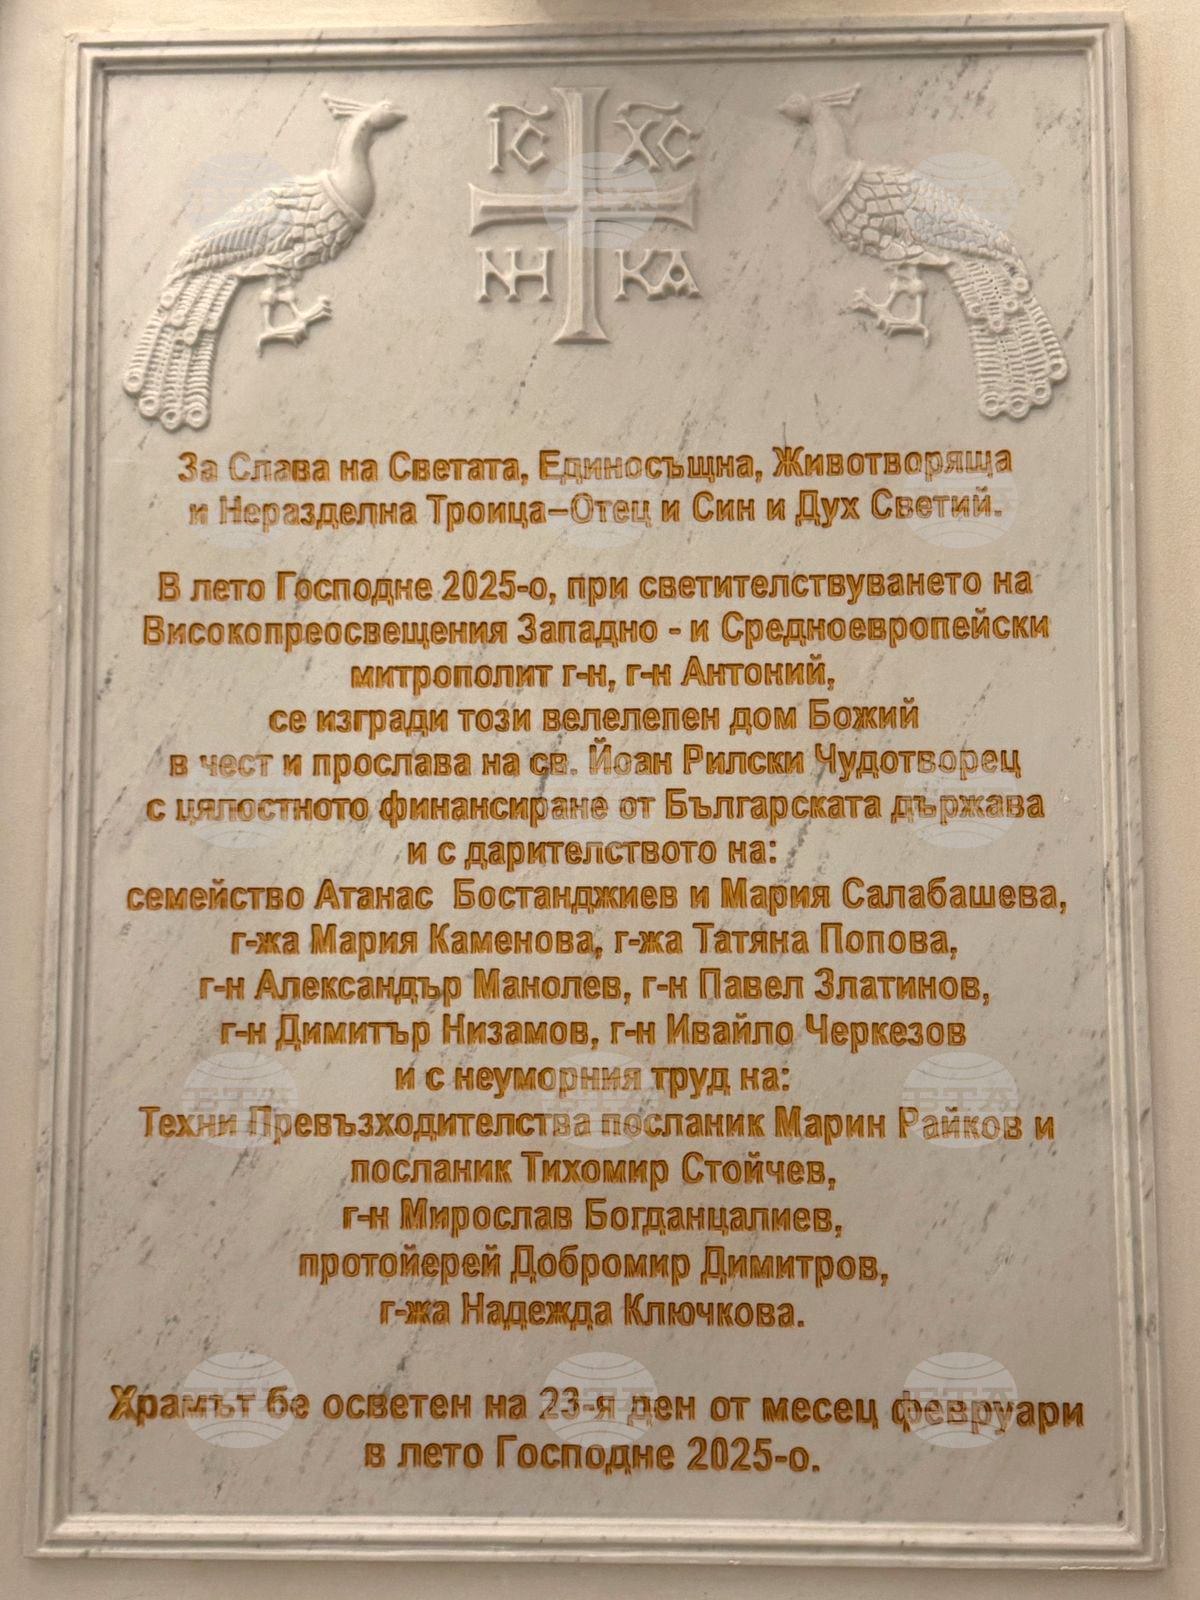 ІС ХС
НИ КА
За Слава на Светата, Единосъщна, Животворяща
и Неразделна Троица–Отец и Син и Дух Светий.
В лето Господне 2025-о, при светителствуването на
Високопреосвещения Западно - и Средноевропейски
митрополит г-н, г-н Антоний,
се изгради този велелепен дом Божий
в чест и прослава на св. Йоан Рилски Чудотворец
с цялостното финансиране от Българската държава
и с дарителството на:
семейство Атанас Бостанджиев и Мария Салабашева,
г-жа Мария Каменова, г-жа Татяна Попова,
г-н Александър Манолев, г-н Павел Златинов,
г-н Димитър Низамов, г-н Ивайло Черкезов
и с неуморния труд на:
Техни Превъзходителства посланик Марин Райков и
посланик Тихомир Стойчев,
г-н Мирослав Богданцалиев,
протойерей Добромир Димитров,
г-жа Надежда Ключкова.
Храмът бе осветен на 23-я ден от месец февруари
в лето Господне 2025-о.